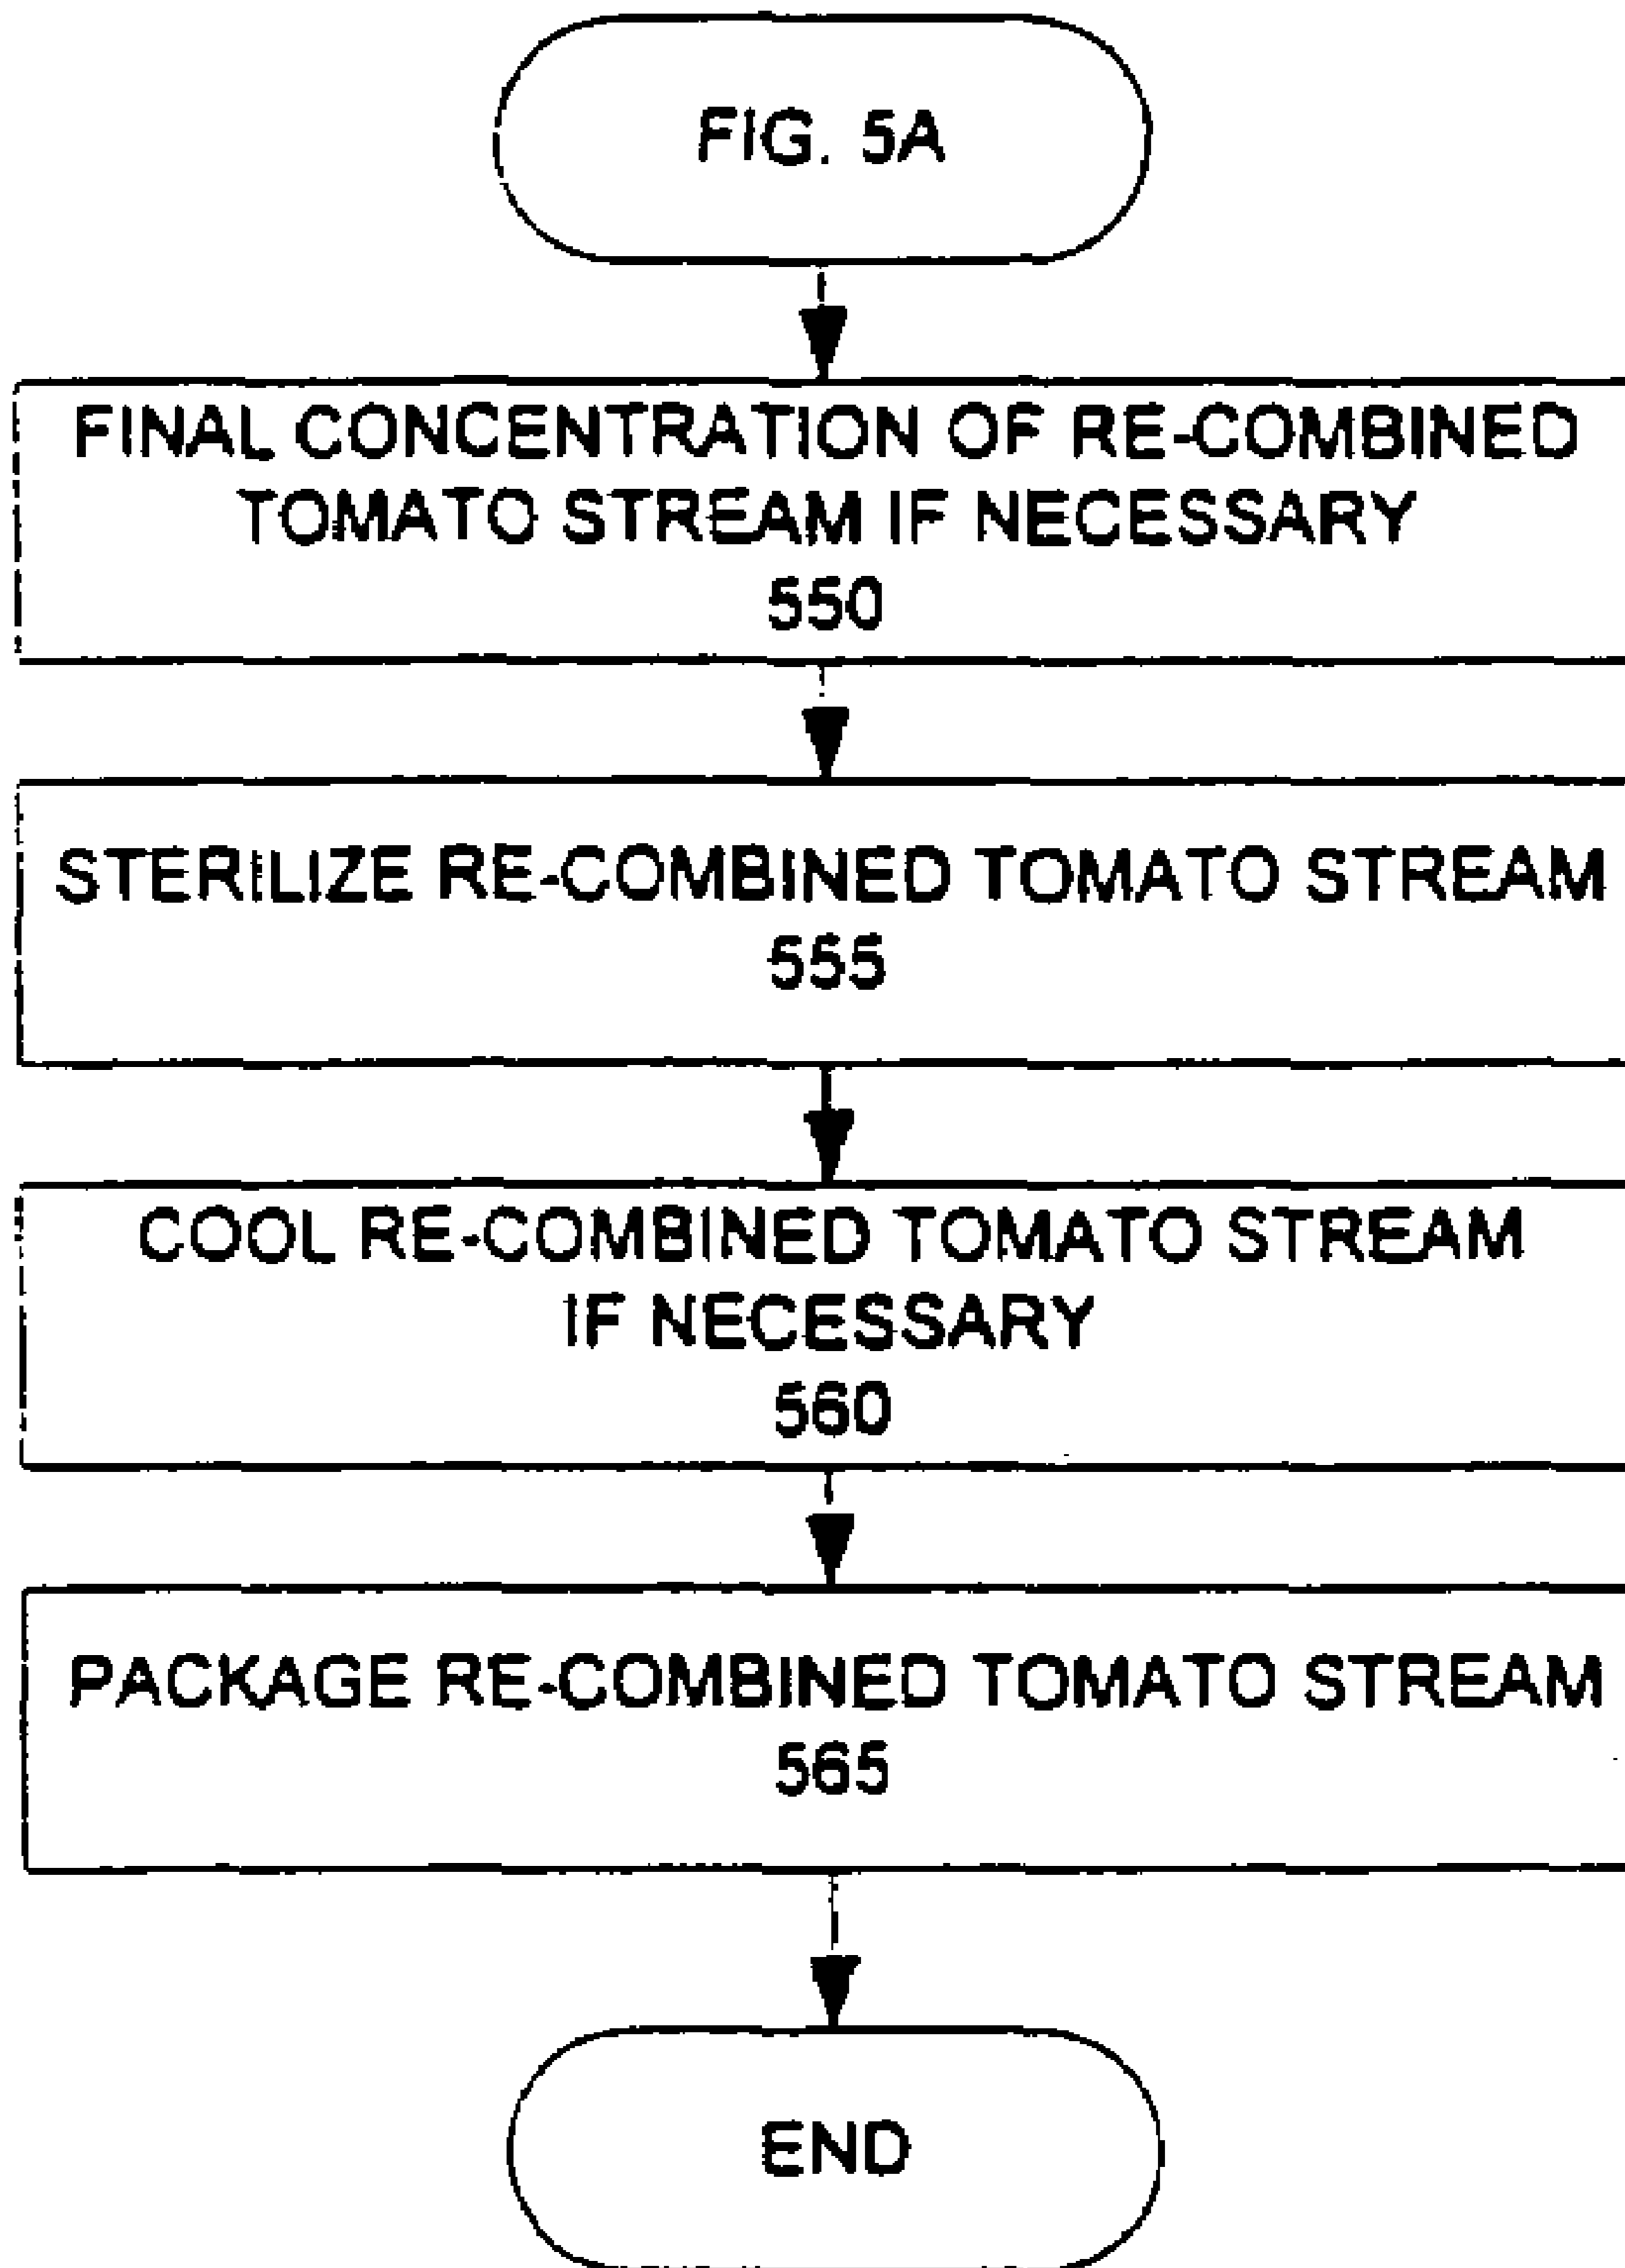 FIG. 5A
FINAL CONCENTRATION OF RE-COMBINED
TOMATO STREAM IF NECESSARY
550
STERILIZE RE-COMBINED TOMATO STREAM
555
COOL RE-COMBINED TOMATO STREAM
IF NECESSARY
560
PACKAGE RE-COMBINED TOMATO STREAM
565
END